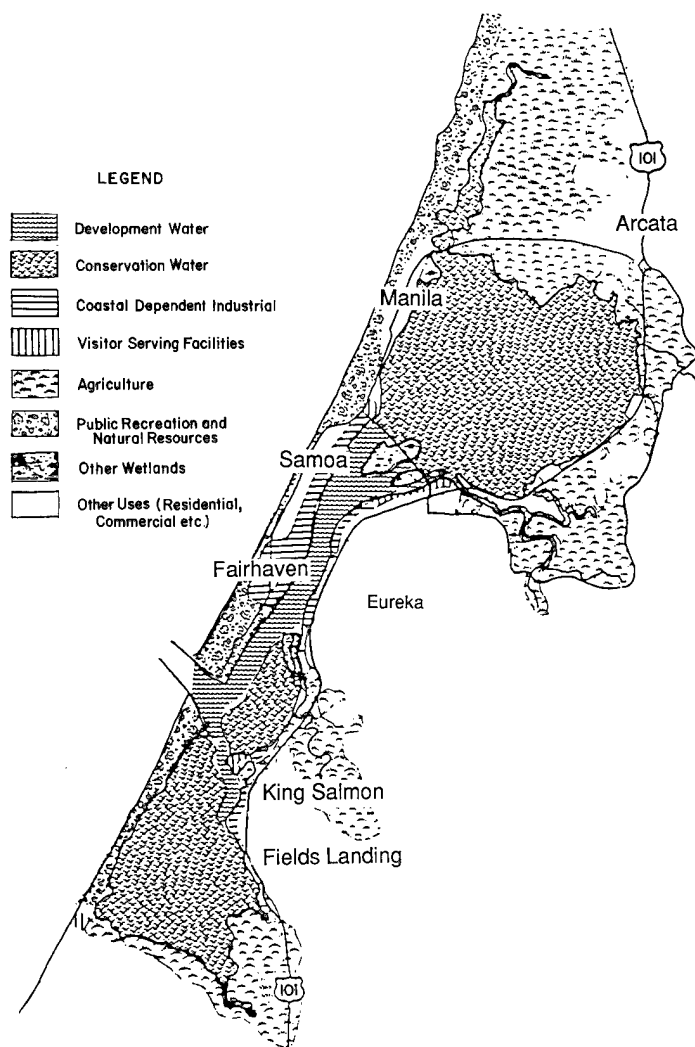 LEGEND
Development Water
Conservation Water
Coastal Dependent Industrial
Visitor Serving Facilities
Agriculture
Public Recreation and
Natural Resources
Other Wetlands
Other Uses (Residential,
Commercial etc.)
101
Arcata
Manila
Samoa
Fairhaven
Eureka
King Salmon
Fields Landing
101